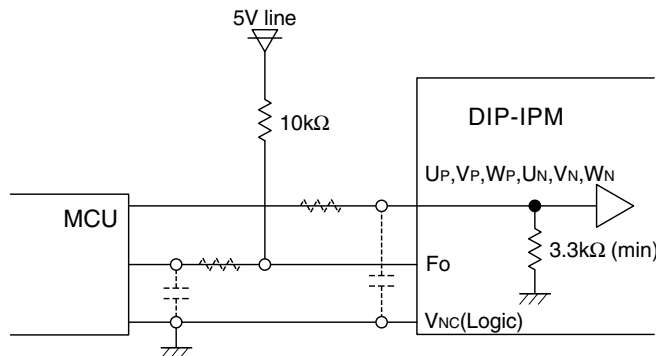 5V line
10kΩ
DIP-IPM
UP,VP,WP,UN,VN,WN
MCU
3.3kΩ (min)
Fo
VNC(Logic)